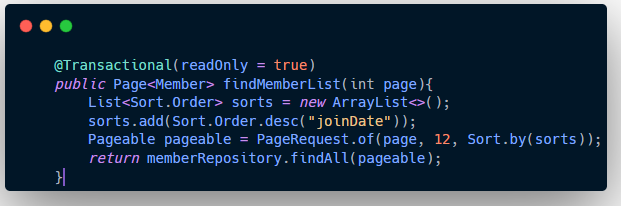 @Transactional(readOnly = true)
public Page<Member> findMemberList(int page){
    List<Sort.Order> sorts = new ArrayList<>();
    sorts.add(Sort.Order.desc("joinDate"));
    Pageable pageable = PageRequest.of(page, 12, Sort.by(sorts));
    return memberRepository.findAll(pageable);
}